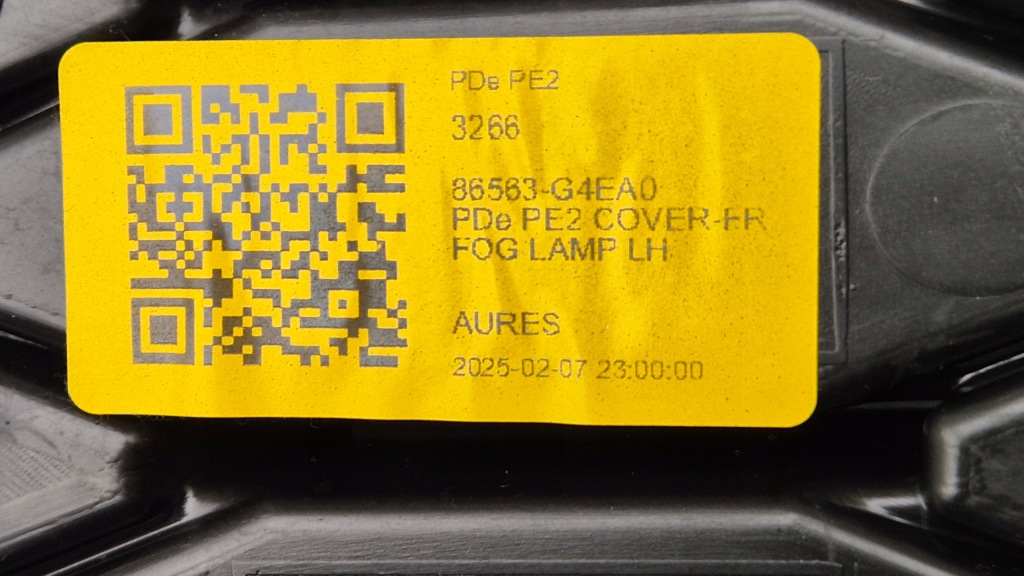 PDe PE2
3266
86563-G4EA0
PDe PE2 COVER-FR
FOG LAMP LH
AURES
2025-02-07 23:00:00